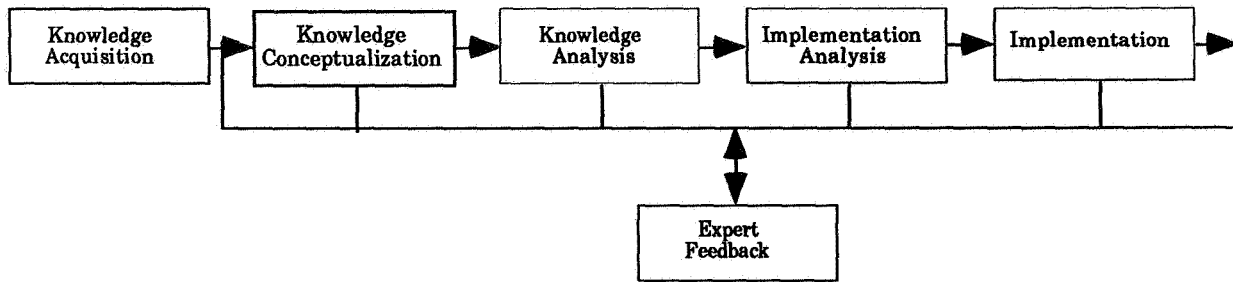 Knowledge
Acquisition
Knowledge
Conceptualization
Knowledge
Analysis
Implementation
Analysis
Implementation
Expert
Feedback